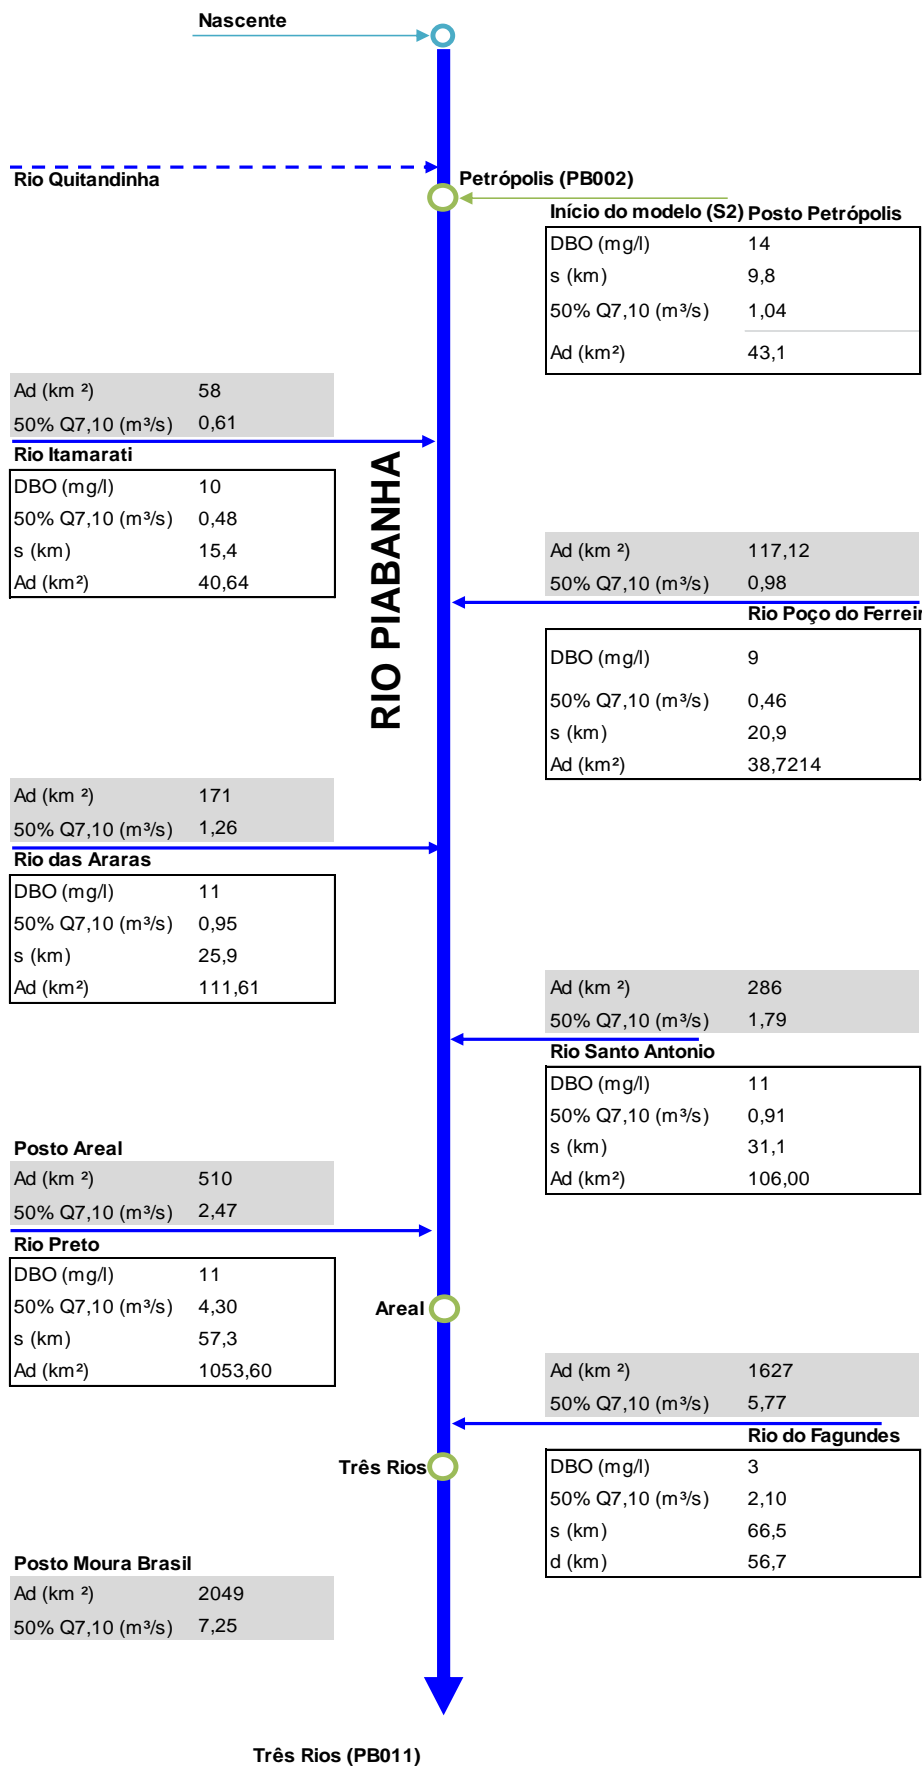 Nascente
Rio Quitandinha
Petrópolis (PB002)
Início do modelo (S2) Posto Petrópolis
DBO (mg/l) 14
s (km) 9,8
50% Q7,10 (m³/s) 1,04
Ad (km²) 43,1
Ad (km ²) 58
50% Q7,10 (m³/s) 0,61
Rio Itamarati
DBO (mg/l) 10
50% Q7,10 (m³/s) 0,48
s (km) 15,4
Ad (km²) 40,64
RIO PIABANHA
Ad (km ²) 117,12
50% Q7,10 (m³/s) 0,98
Rio Poço do Ferreir
DBO (mg/l) 9
50% Q7,10 (m³/s) 0,46
s (km) 20,9
Ad (km²) 38,7214
Ad (km ²) 171
50% Q7,10 (m³/s) 1,26
Rio das Araras
DBO (mg/l) 11
50% Q7,10 (m³/s) 0,95
s (km) 25,9
Ad (km²) 111,61
Ad (km ²) 286
50% Q7,10 (m³/s) 1,79
Rio Santo Antonio
DBO (mg/l) 11
50% Q7,10 (m³/s) 0,91
s (km) 31,1
Ad (km²) 106,00
Posto Areal
Ad (km ²) 510
50% Q7,10 (m³/s) 2,47
Rio Preto
DBO (mg/l) 11
50% Q7,10 (m³/s) 4,30
s (km) 57,3
Ad (km²) 1053,60
Areal
Ad (km ²) 1627
50% Q7,10 (m³/s) 5,77
Rio do Fagundes
DBO (mg/l) 3
50% Q7,10 (m³/s) 2,10
s (km) 66,5
d (km) 56,7
Três Rios
Posto Moura Brasil
Ad (km ²) 2049
50% Q7,10 (m³/s) 7,25
Três Rios (PB011)